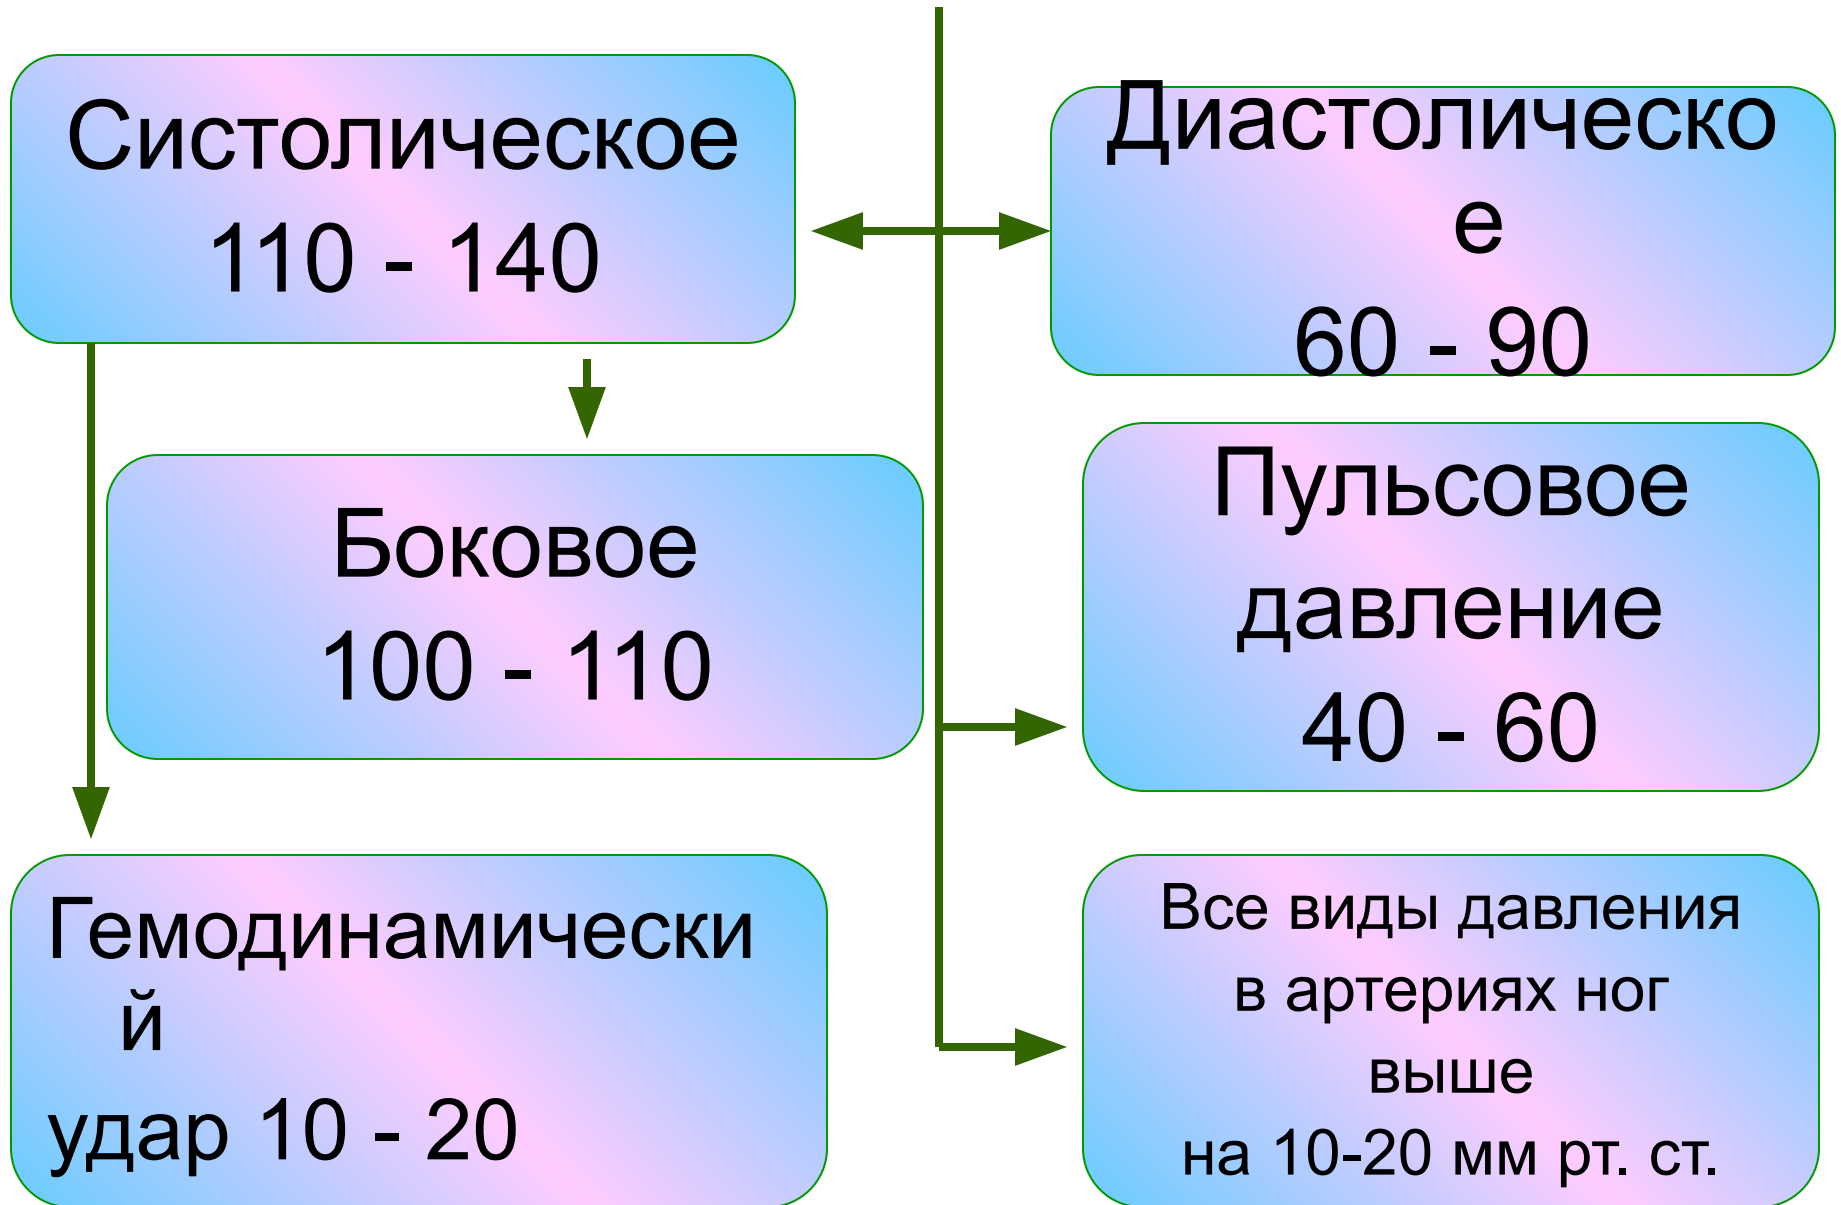 Систолическое
110 - 140
Диастолическо
е
60 - 90
Боковое
100 - 110
Пульсовое
давление
40 - 60
Гемодинамически
й
удар 10 - 20
Все виды давления
в артериях ног
выше
на 10-20 мм рт. ст.